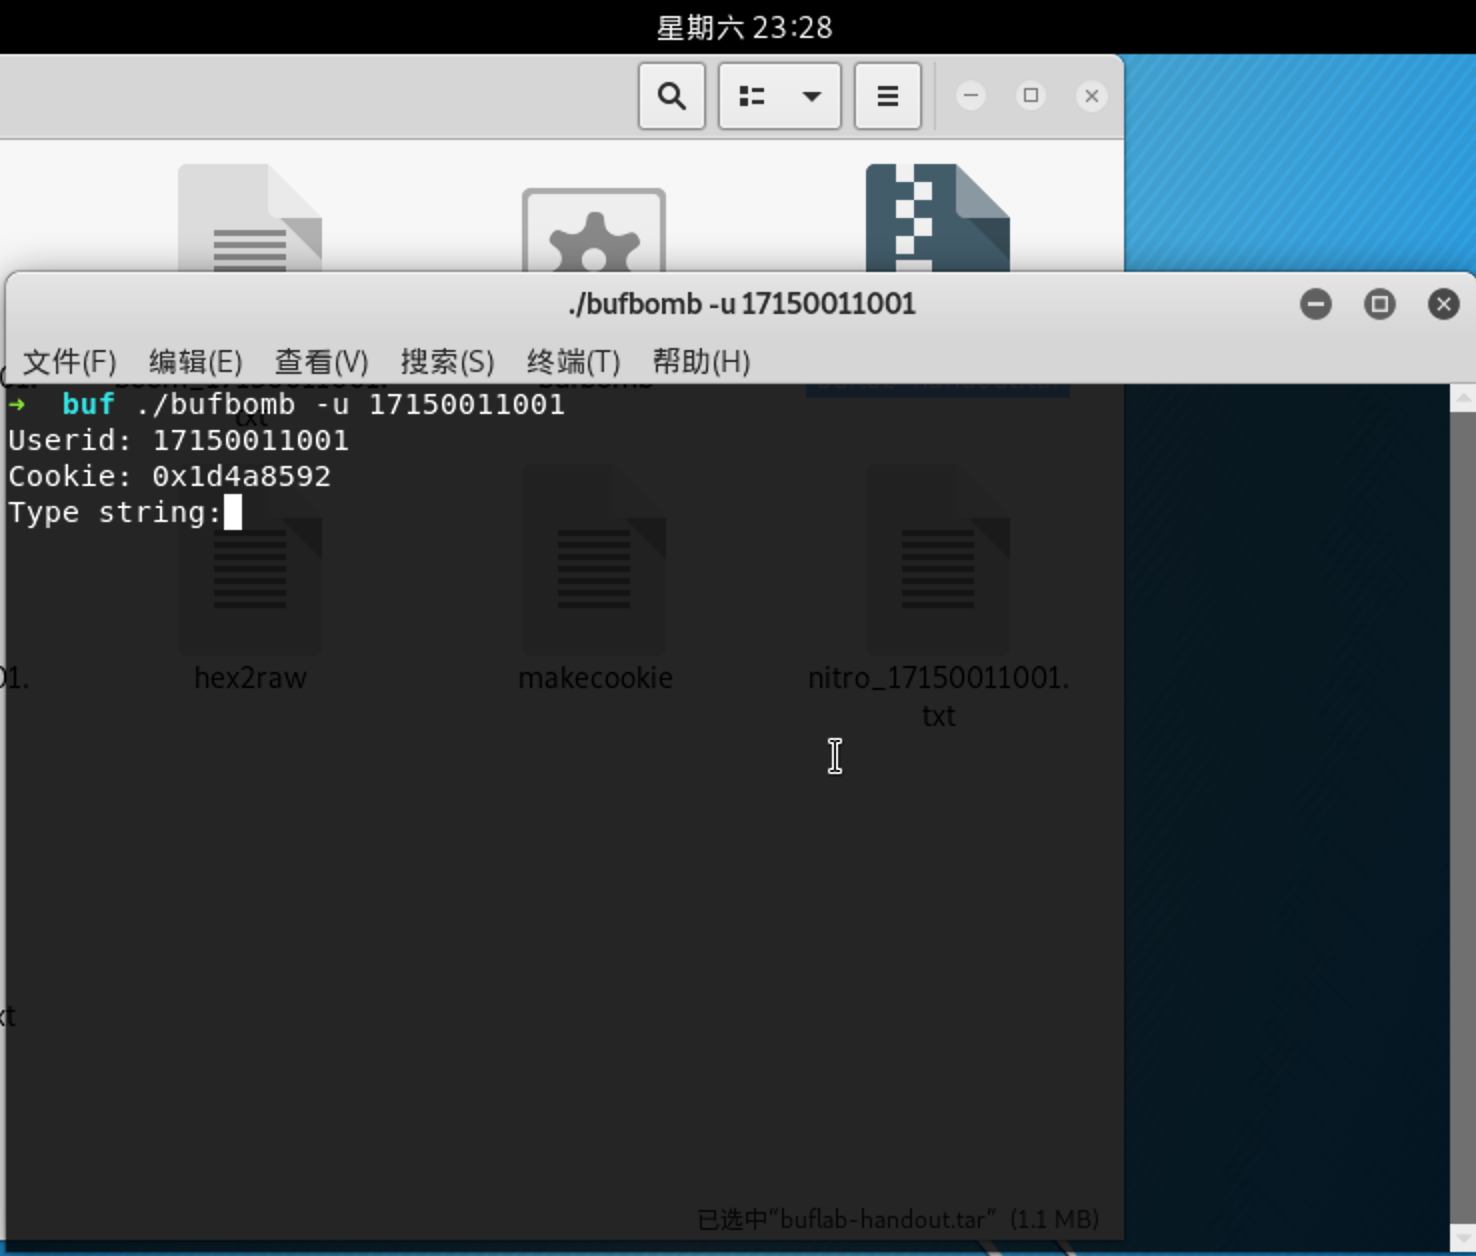 星期六 23:28
./bufbomb -u 17150011001
文件(F) 编辑(E) 查看(V) 搜索(S) 终端(T) 帮助(H)
➜ buf ./bufbomb -u 17150011001
txt
Userid: 17150011001
Cookie: 0x1d4a8592
Type string:
01. hex2raw makecookie nitro_17150011001.
txt
xt
已选中"buflab-handout.tar" (1.1 MB)